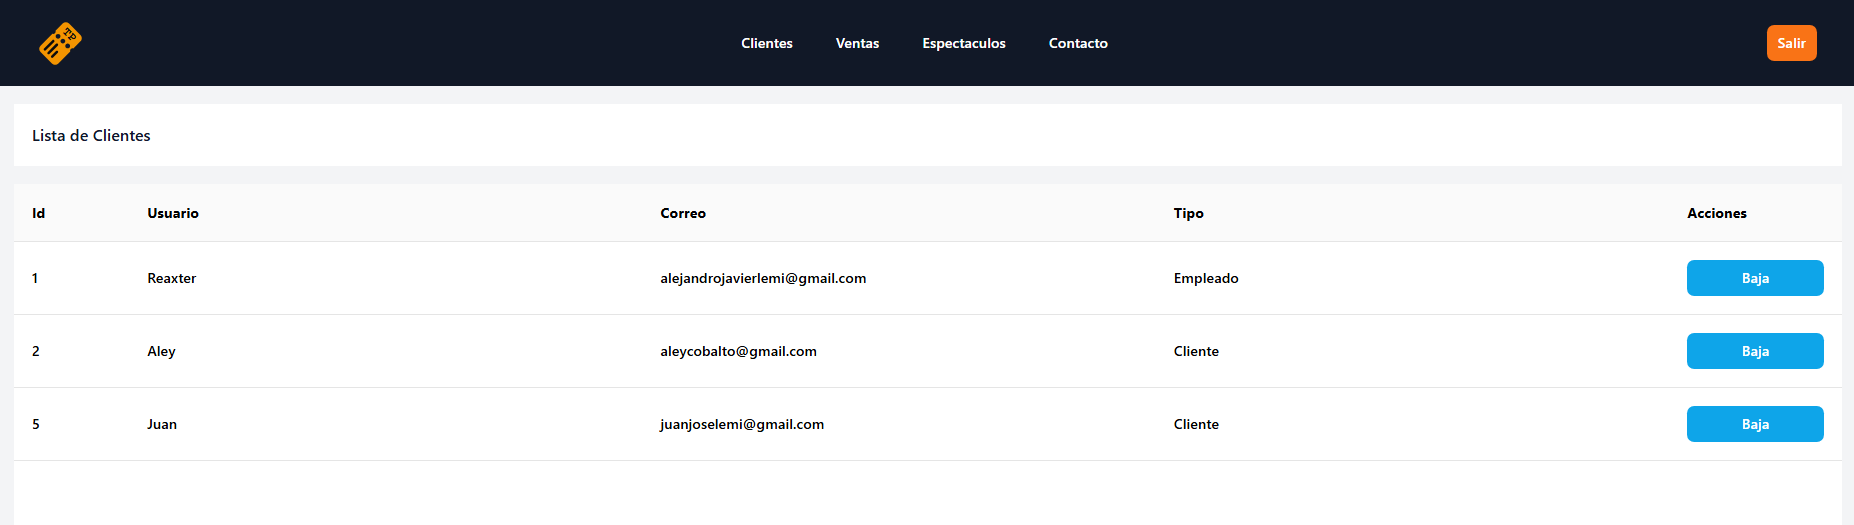 TP
Clientes Ventas Espectaculos Contacto Salir
Lista de Clientes
Id Usuario Correo Tipo Acciones
1 Reaxter alejandrojavierlemi@gmail.com Empleado Baja
2 Aley aleycobalto@gmail.com Cliente Baja
5 Juan juanjoselemi@gmail.com Cliente Baja